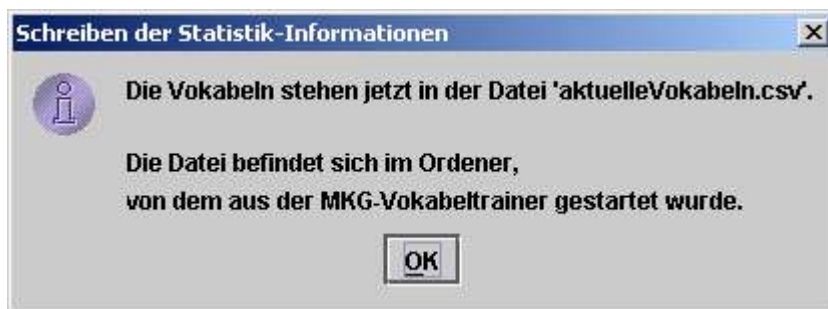 Schreiben der Statistik-Informationen
Die Vokabeln stehen jetzt in der Datei 'aktuelleVokabeln.csv'.
Die Datei befindet sich im Ordener,
von dem aus der MKG-Vokabeltrainer gestartet wurde.
OK